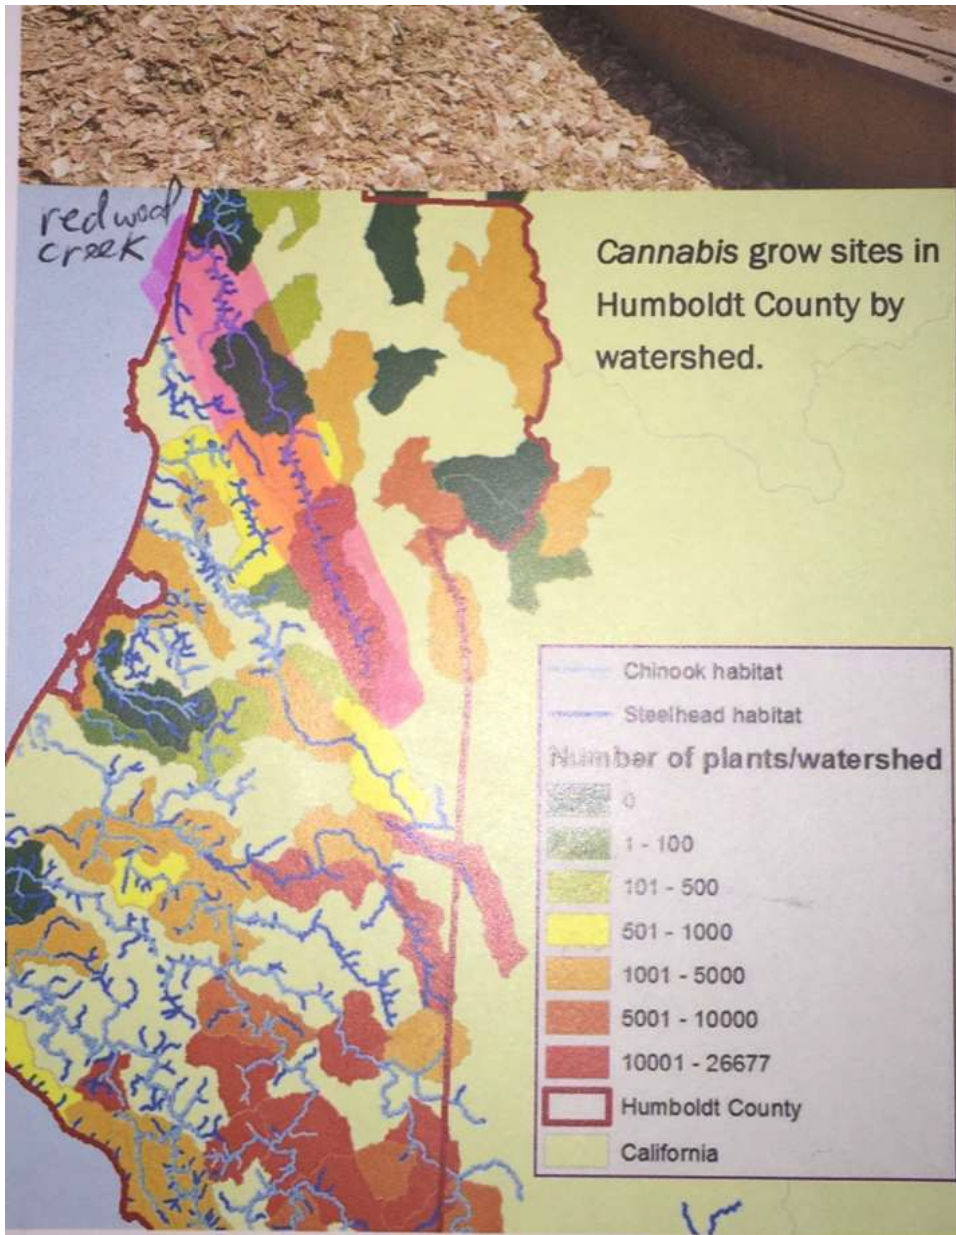 redwood
creek
Cannabis grow sites in
Humboldt County by
watershed.
Chinook habitat
Steelhead habitat
Number of plants/watershed
0
1 - 100
101 - 500
501 - 1000
1001 - 5000
5001 - 10000
10001 - 26677
Humboldt County
California